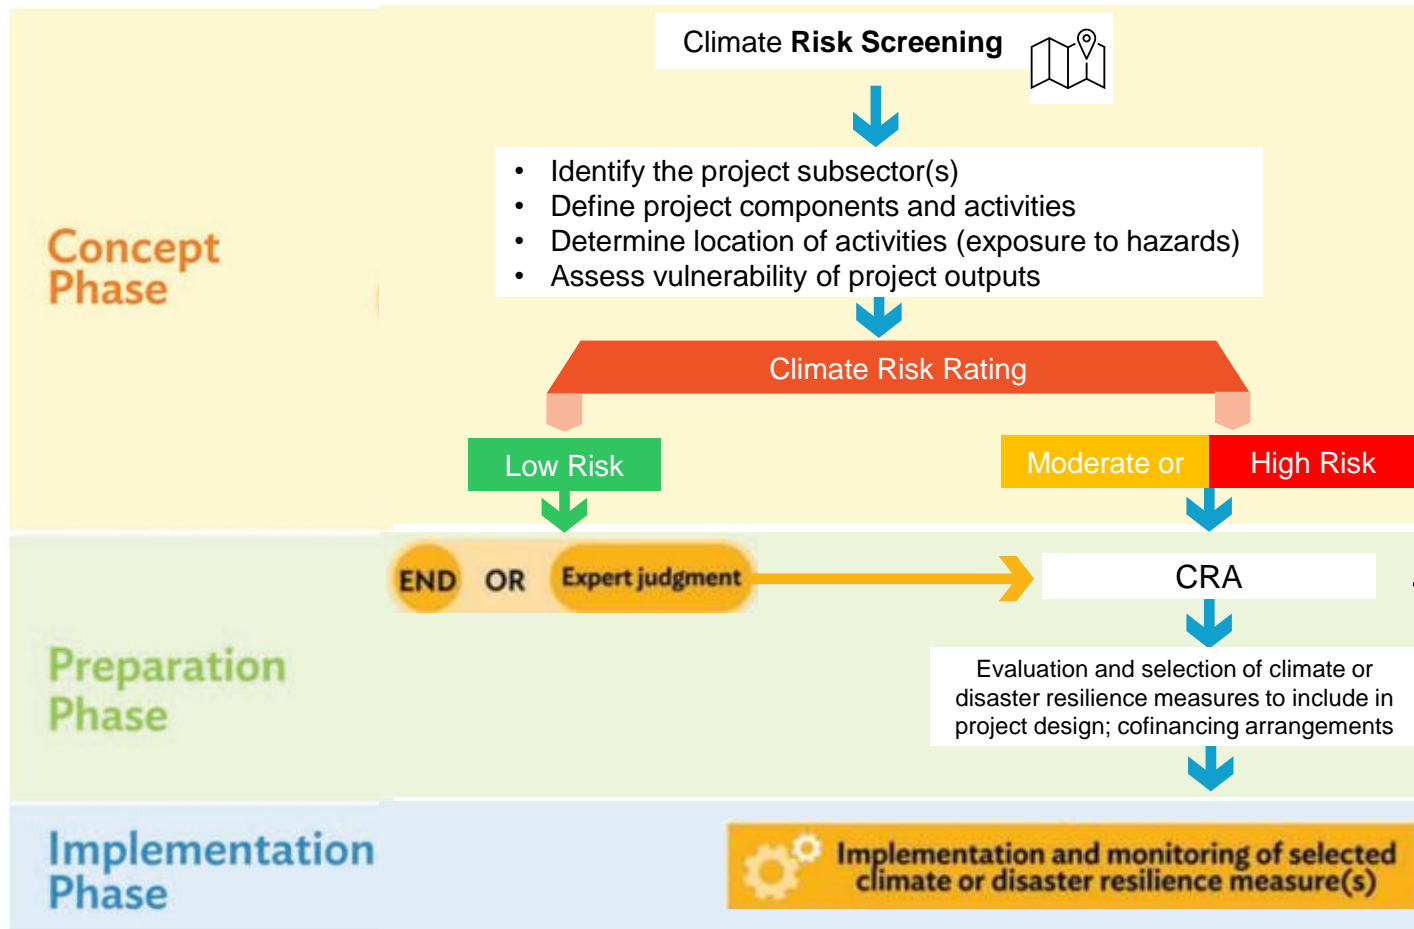 Climate Risk Screening
• Identify the project subsector(s)
• Define project components and activities
• Determine location of activities (exposure to hazards)
• Assess vulnerability of project outputs
Concept
Phase
Climate Risk Rating
Low Risk
Moderate or High Risk
END OR Expert judgment
CRA
Preparation
Phase
Evaluation and selection of climate or
disaster resilience measures to include in
project design; cofinancing arrangements
Implementation
Phase
Implementation and monitoring of selected
climate or disaster resilience measure(s)